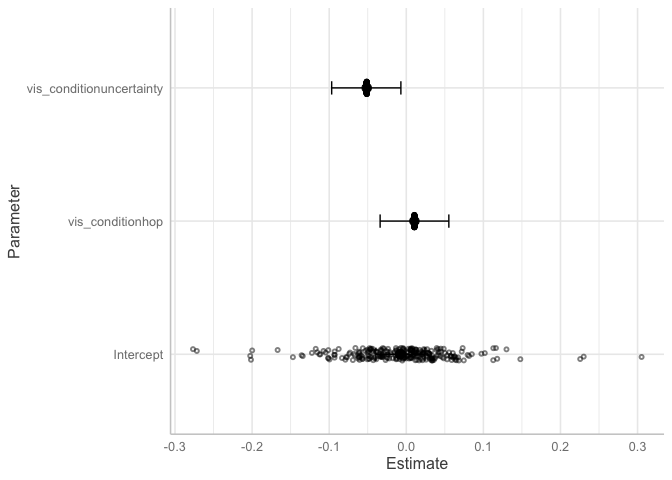 vis_conditionuncertainty
vis_conditionhop
Intercept
Parameter
-0.3 -0.2 -0.1 0.0 0.1 0.2 0.3
Estimate